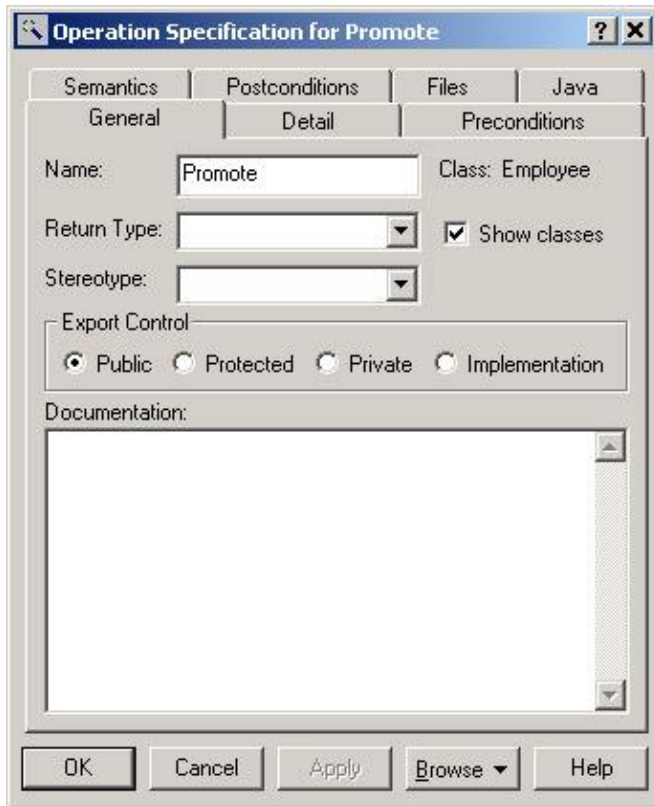 Operation Specification for Promote
Semantics Postconditions Files Java
General Detail Preconditions
Name: Promote Class: Employee
Return Type: Show classes
Stereotype:
Export Control
Public Protected Private Implementation
Documentation:
OK Cancel Apply Browse Help